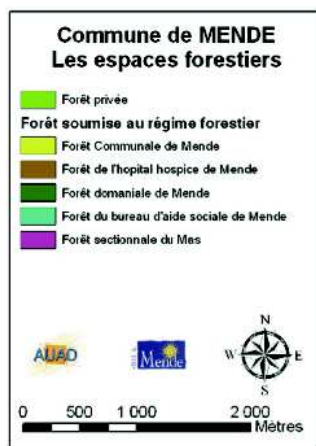 Commune de MENDE
Les espaces forestiers
Forêt privée
Forêt soumise au régime forestier
Forêt Communale de Mende
Forêt de l'hopital hospice de Mende
Forêt domaniale de Mende
Forêt du bureau d'aide sociale de Mende
Forêt sectionnale du Mas
N
W E
S
Mende
0 500 1 000 2 000
Mètres